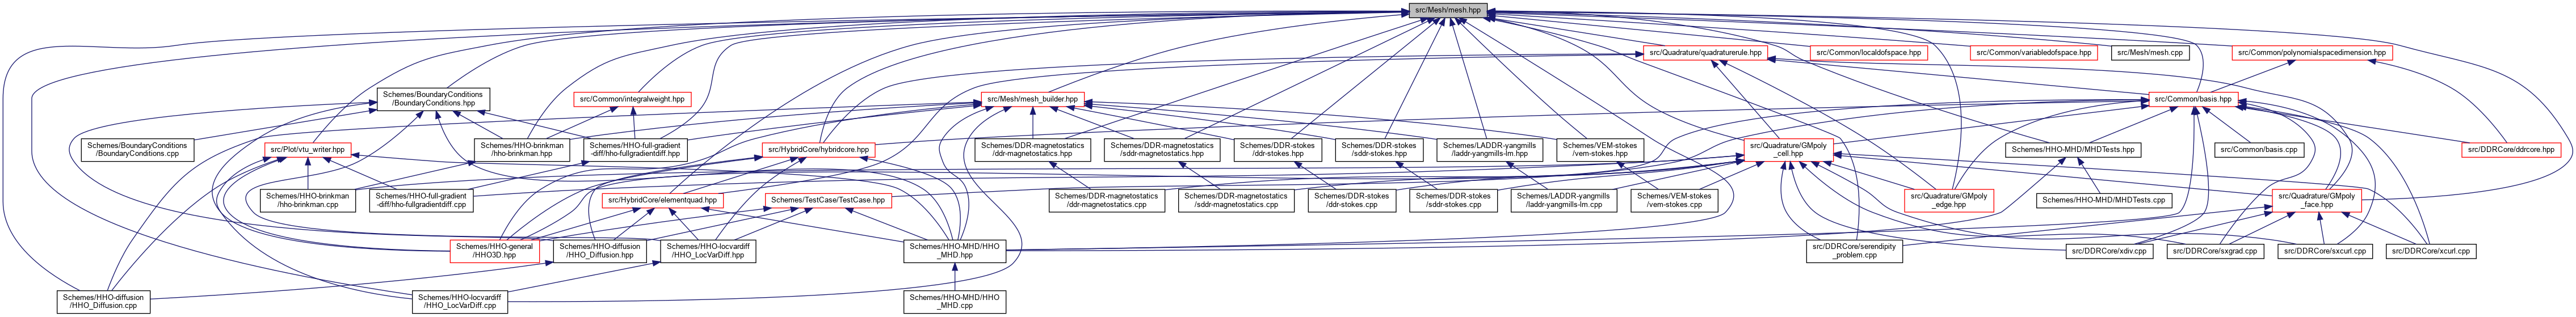 src/Mesh/mesh.hpp
src/Quadrature/quadraturerule.hpp
src/Common/localdofspace.hpp
src/Common/variabledofspace.hpp
src/Mesh/mesh.cpp
src/Common/polynomialspacedimension.hpp
Schemes/BoundaryConditions
/BoundaryConditions.hpp
src/Common/integralweight.hpp
src/Mesh/mesh_builder.hpp
src/Common/basis.hpp
Schemes/BoundaryConditions
/BoundaryConditions.cpp
src/Plot/vtu_writer.hpp
Schemes/HHO-brinkman
/hho-brinkman.hpp
Schemes/HHO-full-gradient
-diff/hho-fullgradientdiff.hpp
src/HybridCore/hybridcore.hpp
Schemes/DDR-magnetostatics
/ddr-magnetostatics.hpp
Schemes/DDR-magnetostatics
/sddr-magnetostatics.hpp
Schemes/DDR-stokes
/ddr-stokes.hpp
Schemes/DDR-stokes
/sddr-stokes.hpp
Schemes/LADDR-yangmills
/laddr-yangmills-lm.hpp
Schemes/VEM-stokes
/vem-stokes.hpp
src/Quadrature/GMpoly
_cell.hpp
Schemes/HHO-MHD/MHDTests.hpp
src/Common/basis.cpp
src/DDRCore/ddrcore.hpp
Schemes/HHO-brinkman
/hho-brinkman.cpp
Schemes/HHO-full-gradient
-diff/hho-fullgradientdiff.cpp
src/HybridCore/elementquad.hpp
Schemes/TestCase/TestCase.hpp
Schemes/DDR-magnetostatics
/ddr-magnetostatics.cpp
Schemes/DDR-magnetostatics
/sddr-magnetostatics.cpp
Schemes/DDR-stokes
/ddr-stokes.cpp
Schemes/DDR-stokes
/sddr-stokes.cpp
Schemes/LADDR-yangmills
/laddr-yangmills-lm.cpp
Schemes/VEM-stokes
/vem-stokes.cpp
src/Quadrature/GMpoly
_edge.hpp
Schemes/HHO-MHD/MHDTests.cpp
src/Quadrature/GMpoly
_face.hpp
Schemes/HHO-general
/HHO3D.hpp
Schemes/HHO-diffusion
/HHO_Diffusion.hpp
Schemes/HHO-locvardiff
/HHO_LocVarDiff.hpp
Schemes/HHO-MHD/HHO
_MHD.hpp
src/DDRCore/serendipity
_problem.cpp
src/DDRCore/xdiv.cpp
src/DDRCore/sxgrad.cpp
src/DDRCore/sxcurl.cpp
src/DDRCore/xcurl.cpp
Schemes/HHO-diffusion
/HHO_Diffusion.cpp
Schemes/HHO-locvardiff
/HHO_LocVarDiff.cpp
Schemes/HHO-MHD/HHO
_MHD.cpp